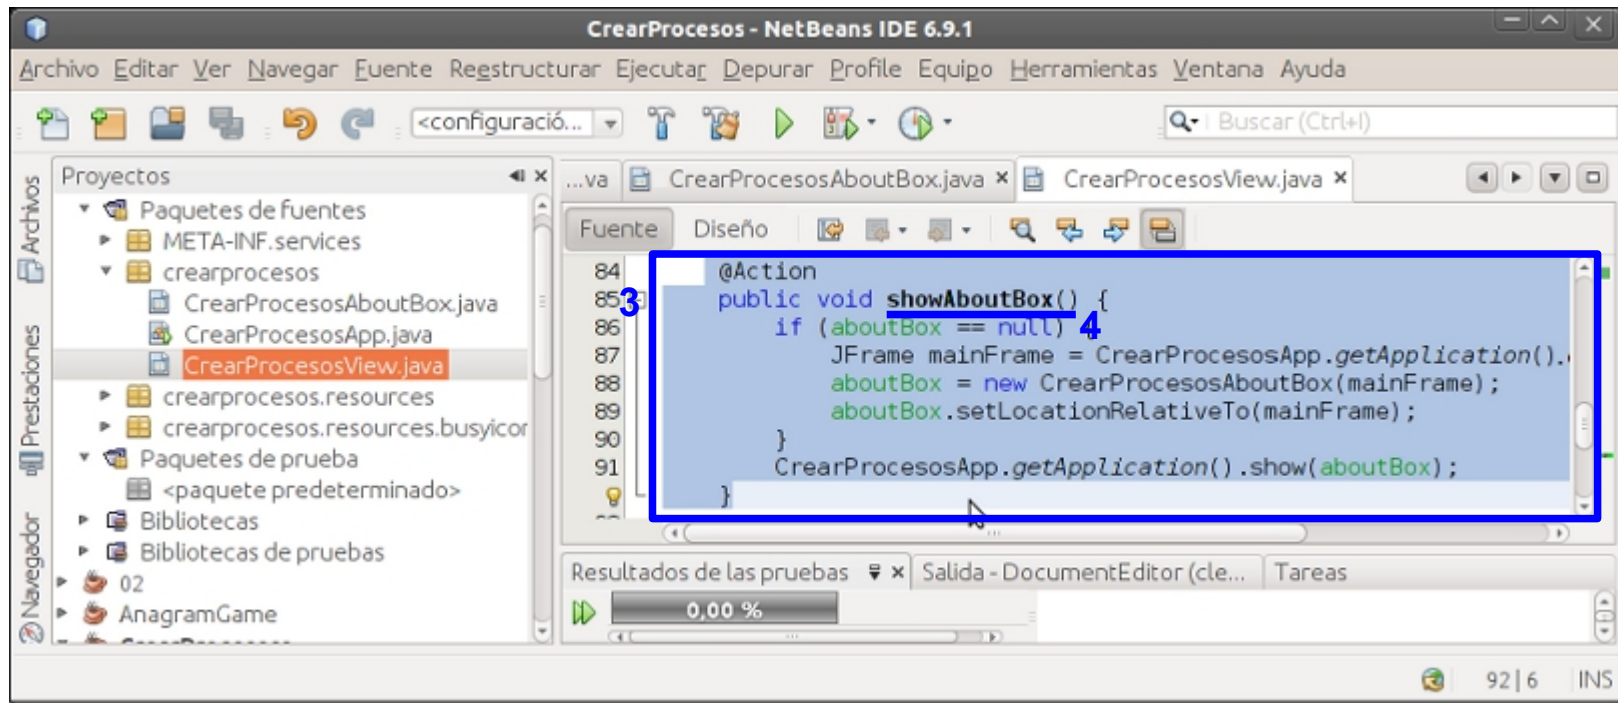 CrearProcesos - NetBeans IDE 6.9.1
Archivo Editar Ver Navegar Fuente Reestructurar Ejecutar Depurar Profile Equipo Herramientas Ventana Ayuda
<configuració... Buscar (Ctrl+I)
Archivos
Prestaciones
Navegador
Proyectos
Paquetes de fuentes
META-INF.services
crearprocesos
CrearProcesosAboutBox.java
CrearProcesosApp.java
CrearProcesosView.java
crearprocesos.resources
crearprocesos.resources.busyicon
Paquetes de prueba
<paquete predeterminado>
Bibliotecas
Bibliotecas de pruebas
02
AnagramGame
CrearProcesos
...va CrearProcesosAboutBox.java CrearProcesosView.java
Fuente Diseño
84 @Action
85 public void showAboutBox() {
86 if (aboutBox == null) {
87 JFrame mainFrame = CrearProcesosApp.getApplication().
88 aboutBox = new CrearProcesosAboutBox(mainFrame);
89 aboutBox.setLocationRelativeTo(mainFrame);
90 }
91 CrearProcesosApp.getApplication().show(aboutBox);
}
3
4
Resultados de las pruebas Salida - DocumentEditor (cle... Tareas
0,00 %
92|6 INS